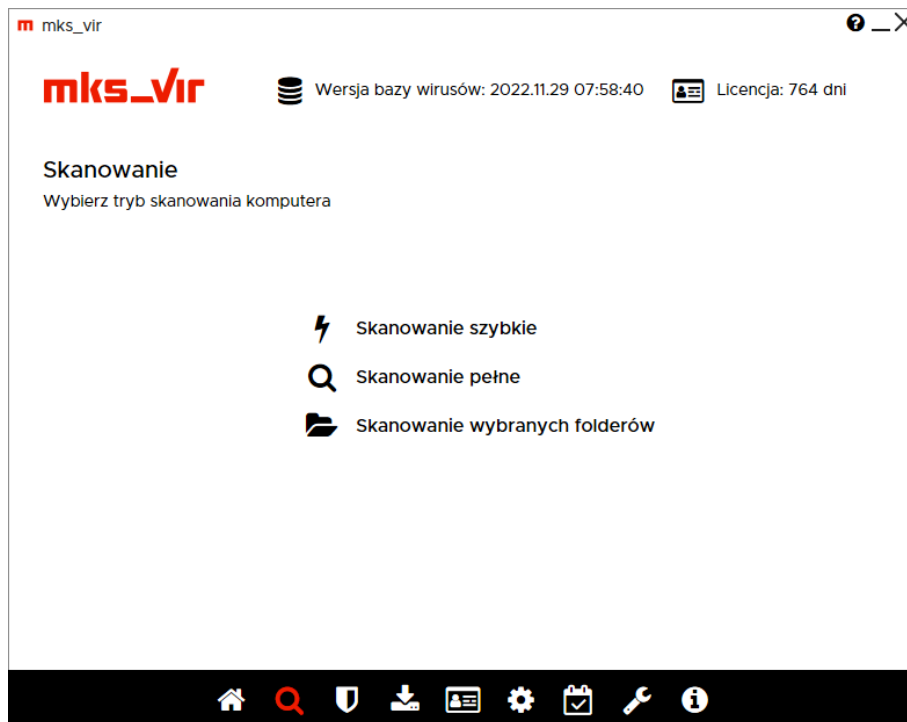 mks_vir
mks_vir
Wersja bazy wirusów: 2022.11.29 07:58:40
Licencja: 764 dni
Skanowanie
Wybierz tryb skanowania komputera
Skanowanie szybkie
Skanowanie pełne
Skanowanie wybranych folderów